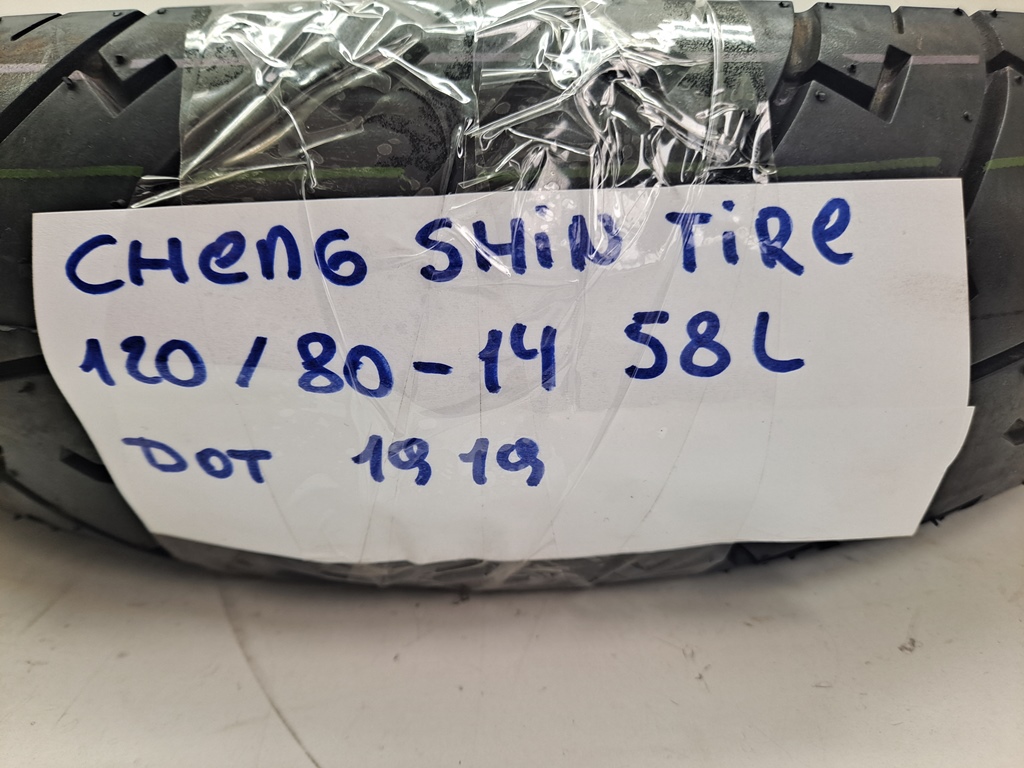 CHenG SHiN TiRe
120/80-14 58L
DOT 1919